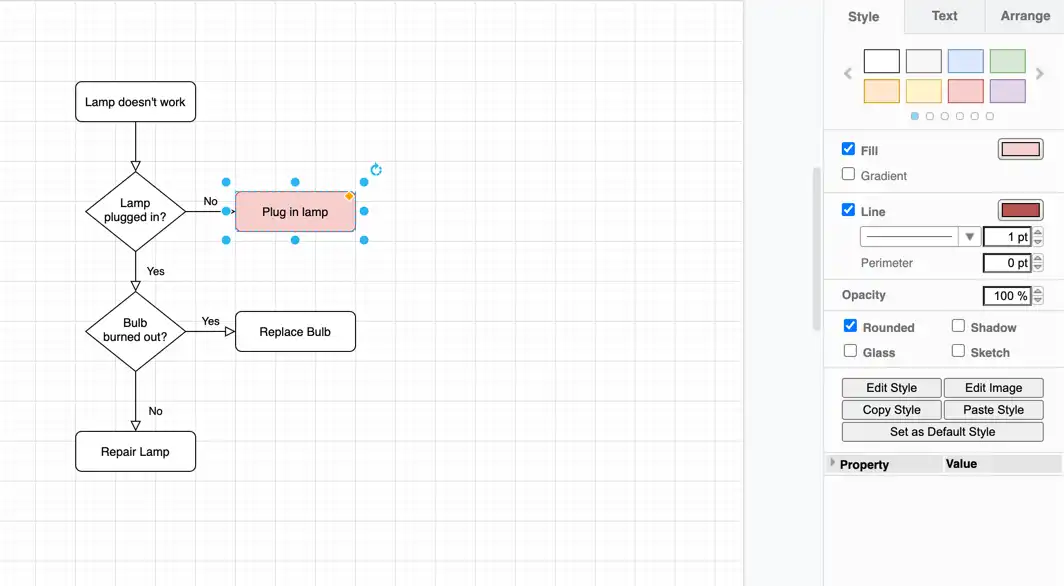 Lamp doesn't work
Lamp
plugged in?
No
Plug in lamp
Yes
Bulb
burned out?
Yes
Replace Bulb
No
Repair Lamp
Style
Text
Arrange
Fill
Gradient
Line
1 pt
Perimeter
0 pt
Opacity
100 %
Rounded
Shadow
Glass
Sketch
Edit Style
Edit Image
Copy Style
Paste Style
Set as Default Style
Property
Value